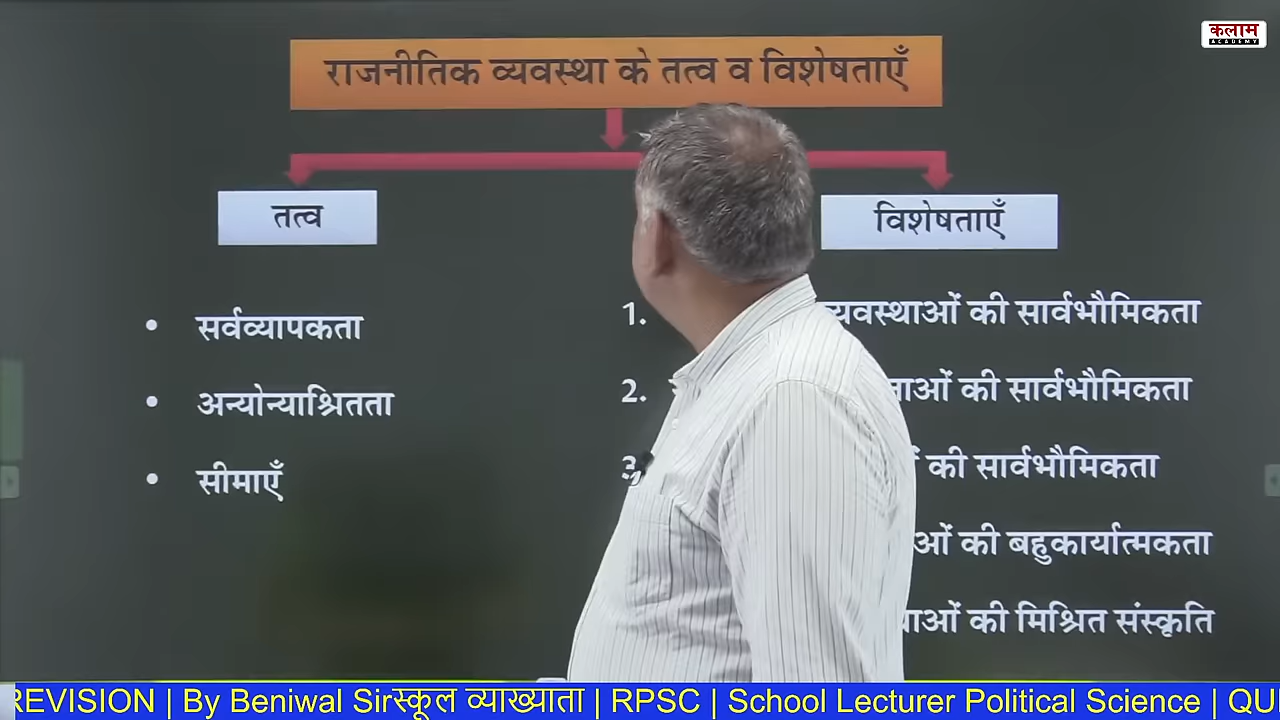 कलाम
ACADEMY
राजनीतिक व्यवस्था के तत्व व विशेषताएँ
तत्व
विशेषताएँ
• सर्वव्यापकता
• अन्योन्याश्रितता
• सीमाएँ
1. व्यवस्थाओं की सार्वभौमिकता
2. की सार्वभौमिकता
3. की सार्वभौमिकता
की बहुकार्यात्मकता
की मिश्रित संस्कृति
REVISION | By Beniwal Sirस्कूल व्याख्याता | RPSC | School Lecturer Political Science |